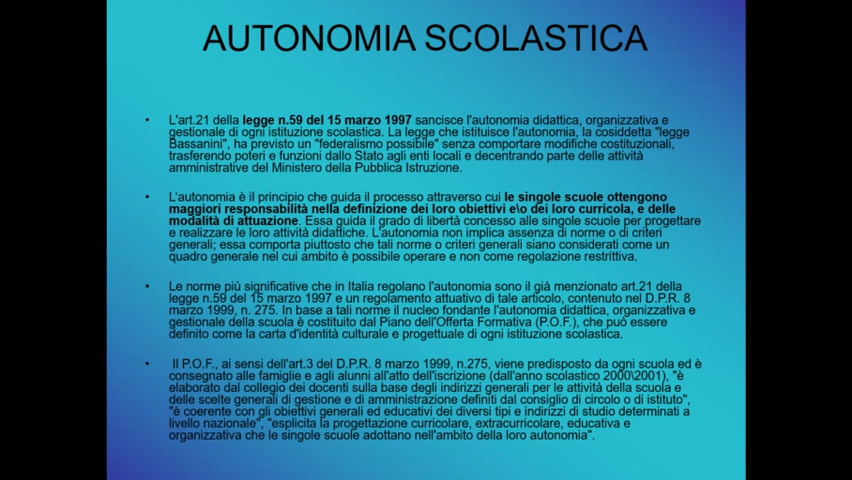 AUTONOMIA SCOLASTICA
• L'art.21 della legge n.59 del 15 marzo 1997 sancisce l'autonomia didattica, organizzativa e
gestionale di ogni istituzione scolastica. La legge che istituisce l'autonomia, la cosiddetta "legge
Bassanini", ha previsto un "federalismo possibile" senza comportare modifiche costituzionali,
trasferendo poteri e funzioni dallo Stato agli enti locali e decentrando parte delle attività
amministrative del Ministero della Pubblica Istruzione.
• L'autonomia è il principio che guida il processo attraverso cui le singole scuole ottengono
maggiori responsabilità nella definizione dei loro obiettivi e\o dei loro curricola, e delle
modalità di attuazione. Essa guida il grado di libertà concesso alle singole scuole per progettare
e realizzare le loro attività didattiche. L'autonomia non implica assenza di norme o di criteri
generali; essa comporta piuttosto che tali norme o criteri generali siano considerati come un
quadro generale nel cui ambito è possibile operare e non come regolazione restrittiva.
• Le norme più significative che in Italia regolano l'autonomia sono il già menzionato art.21 della
legge n.59 del 15 marzo 1997 e un regolamento attuativo di tale articolo, contenuto nel D.P.R. 8
marzo 1999, n. 275. In base a tali norme il nucleo fondante l'autonomia didattica, organizzativa e
gestionale della scuola è costituito dal Piano dell'Offerta Formativa (P.O.F.), che può essere
definito come la carta d'identità culturale e progettuale di ogni istituzione scolastica.
• Il P.O.F., ai sensi dell'art.3 del D.P.R. 8 marzo 1999, n.275, viene predisposto da ogni scuola ed è
consegnato alle famiglie e agli alunni all'atto dell'iscrizione (dall'anno scolastico 2000\2001), "è
elaborato dal collegio dei docenti sulla base degli indirizzi generali per le attività della scuola e
delle scelte generali di gestione e di amministrazione definiti dal consiglio di circolo o di istituto",
"è coerente con gli obiettivi generali ed educativi dei diversi tipi e indirizzi di studio determinati a
livello nazionale", "esplicita la progettazione curricolare, extracurricolare, educativa e
organizzativa che le singole scuole adottano nell'ambito della loro autonomia".